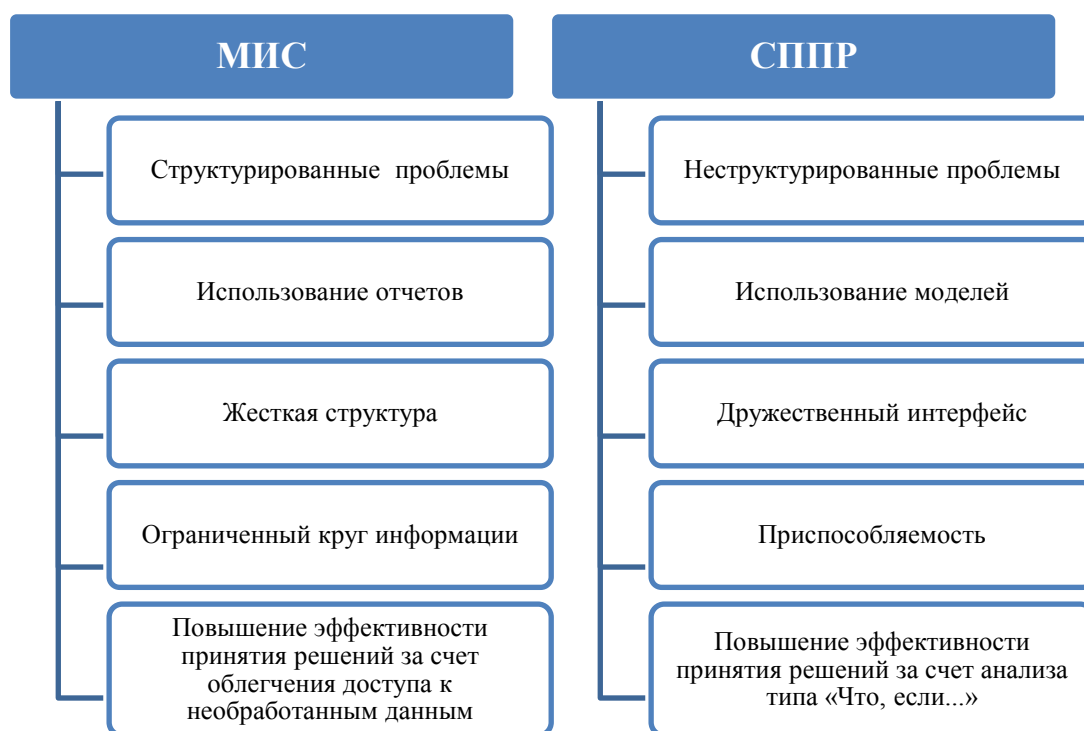 МИС
Структурированные проблемы
Использование отчетов
Жесткая структура
Ограниченный круг информации
Повышение эффективности
принятия решений за счет
облегчения доступа к
необработанным данным
СППР
Неструктурированные проблемы
Использование моделей
Дружественный интерфейс
Приспособляемость
Повышение эффективности
принятия решений за счет анализа
типа «Что, если...»